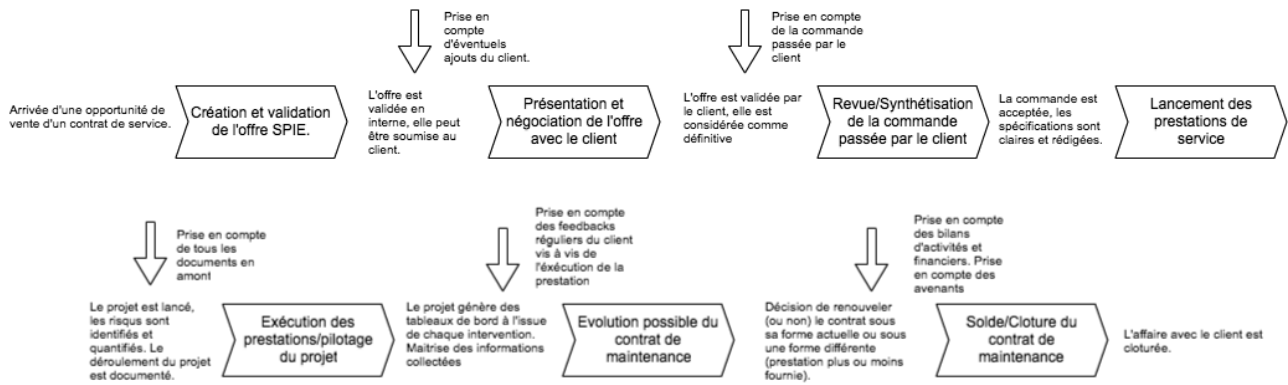 Prise en
compte
d'éventuels
ajouts du client.
Prise en compte
de la commande
passée par le
client
Arrivée d'une opportunité de
vente d'un contrat de service.
Création et validation
de l'offre SPIE.
L'offre est
validée en
interne, elle peut
être soumise au
client.
Présentation et
négociation de l'offre
avec le client
L'offre est validée par
le client, elle est
considérée comme
définitive
Revue/Synthétisation
de la commande
passée par le client
La commande est
acceptée, les
spécifications sont
claires et rédigées.
Lancement des
prestations de
service
Prise en compte
de tous les
documents en
amont
Prise en compte
des feedbacks
réguliers du client
vis à vis de
l'éxécution de la
prestation
Prise en compte
des bilans
d'activités et
financiers. Prise
en compte des
avenants
Le projet est lancé,
les risqus sont
identifiés et
quantifiés. Le
déroulement du projet
est documenté.
Exécution des
prestations/pilotage
du projet
Le projet génère des
tableaux de bord à l'issue
de chaque intervention.
Maitrise des informations
collectées
Evolution possible du
contrat de
maintenance
Décision de renouveler
(ou non) le contrat sous
sa forme actuelle ou sous
une forme différente
(prestation plus ou moins
fournie).
Solde/Cloture du
contrat de
maintenance
L'affaire avec le client est
cloturée.